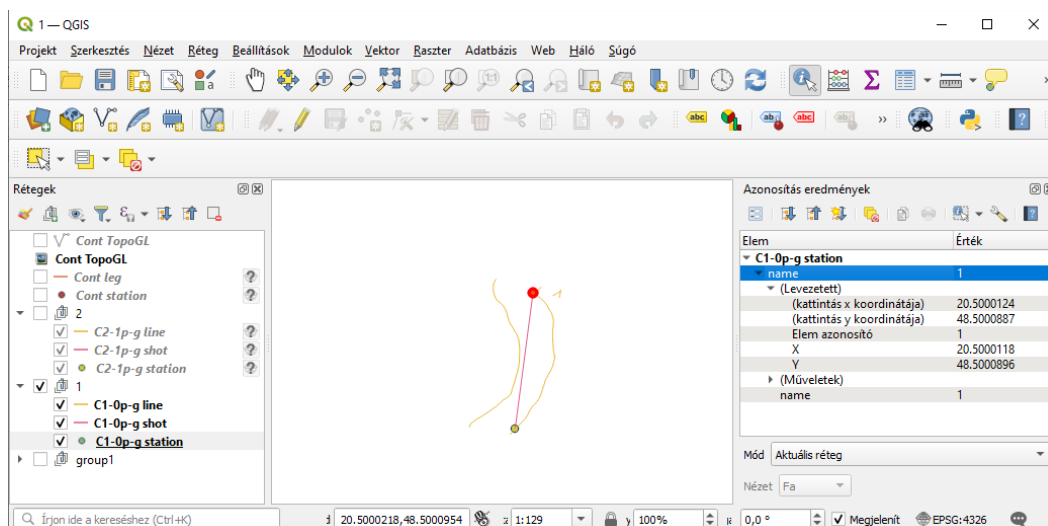 1 — QGIS
Projekt Szerkesztés Nézet Réteg Beállítások Modulok Vektor Raszter Adatbázis Web Háló Súgó
Rétegek
Cont TopoGL
Cont TopoGL
Cont leg
Cont station
2
C2-1p-g line
C2-1p-g shot
C2-1p-g station
1
C1-0p-g line
C1-0p-g shot
C1-0p-g station
group1
1
Azonosítás eredmények
Elem Érték
C1-0p-g station
name 1
(Levezetett)
(kattintás x koordinátája) 20.5000124
(kattintás y koordinátája) 48.5000887
Elem azonosító 1
X 20.5000118
Y 48.5000896
(Műveletek)
name 1
Mód Aktuális réteg
Nézet Fa
Írjon ide a kereséshez (Ctrl+K) 20.5000218,48.5000954 1:129 100% 0,0 ° Megjelenít EPSG:4326